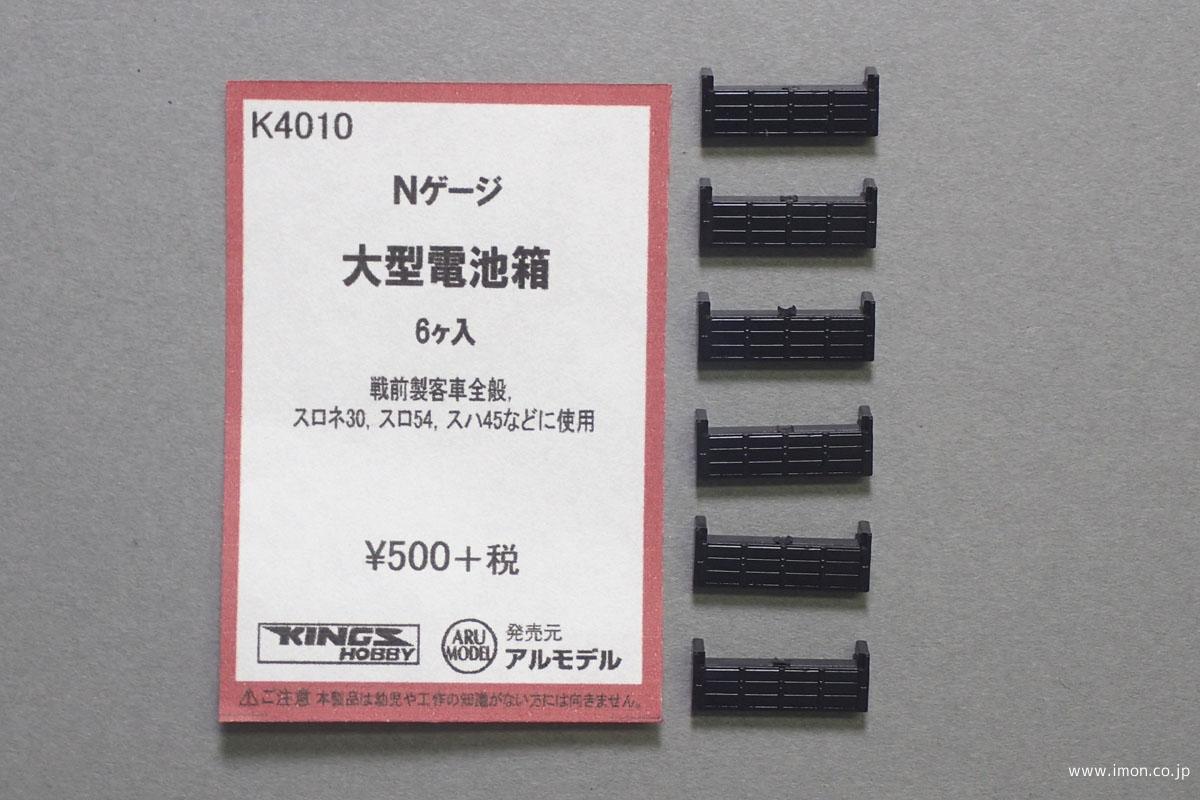 K4010
Nゲージ
大型電池箱
6ヶ入
戦前製客車全般,
スロネ30, スロ54, スハ45などに使用
¥500+税
KINGS
HOBBY
ARU
MODEL
発売元
アルモデル
⚠ご注意 本製品は幼児や工作の知識がない方には向きません。
www.imon.co.jp